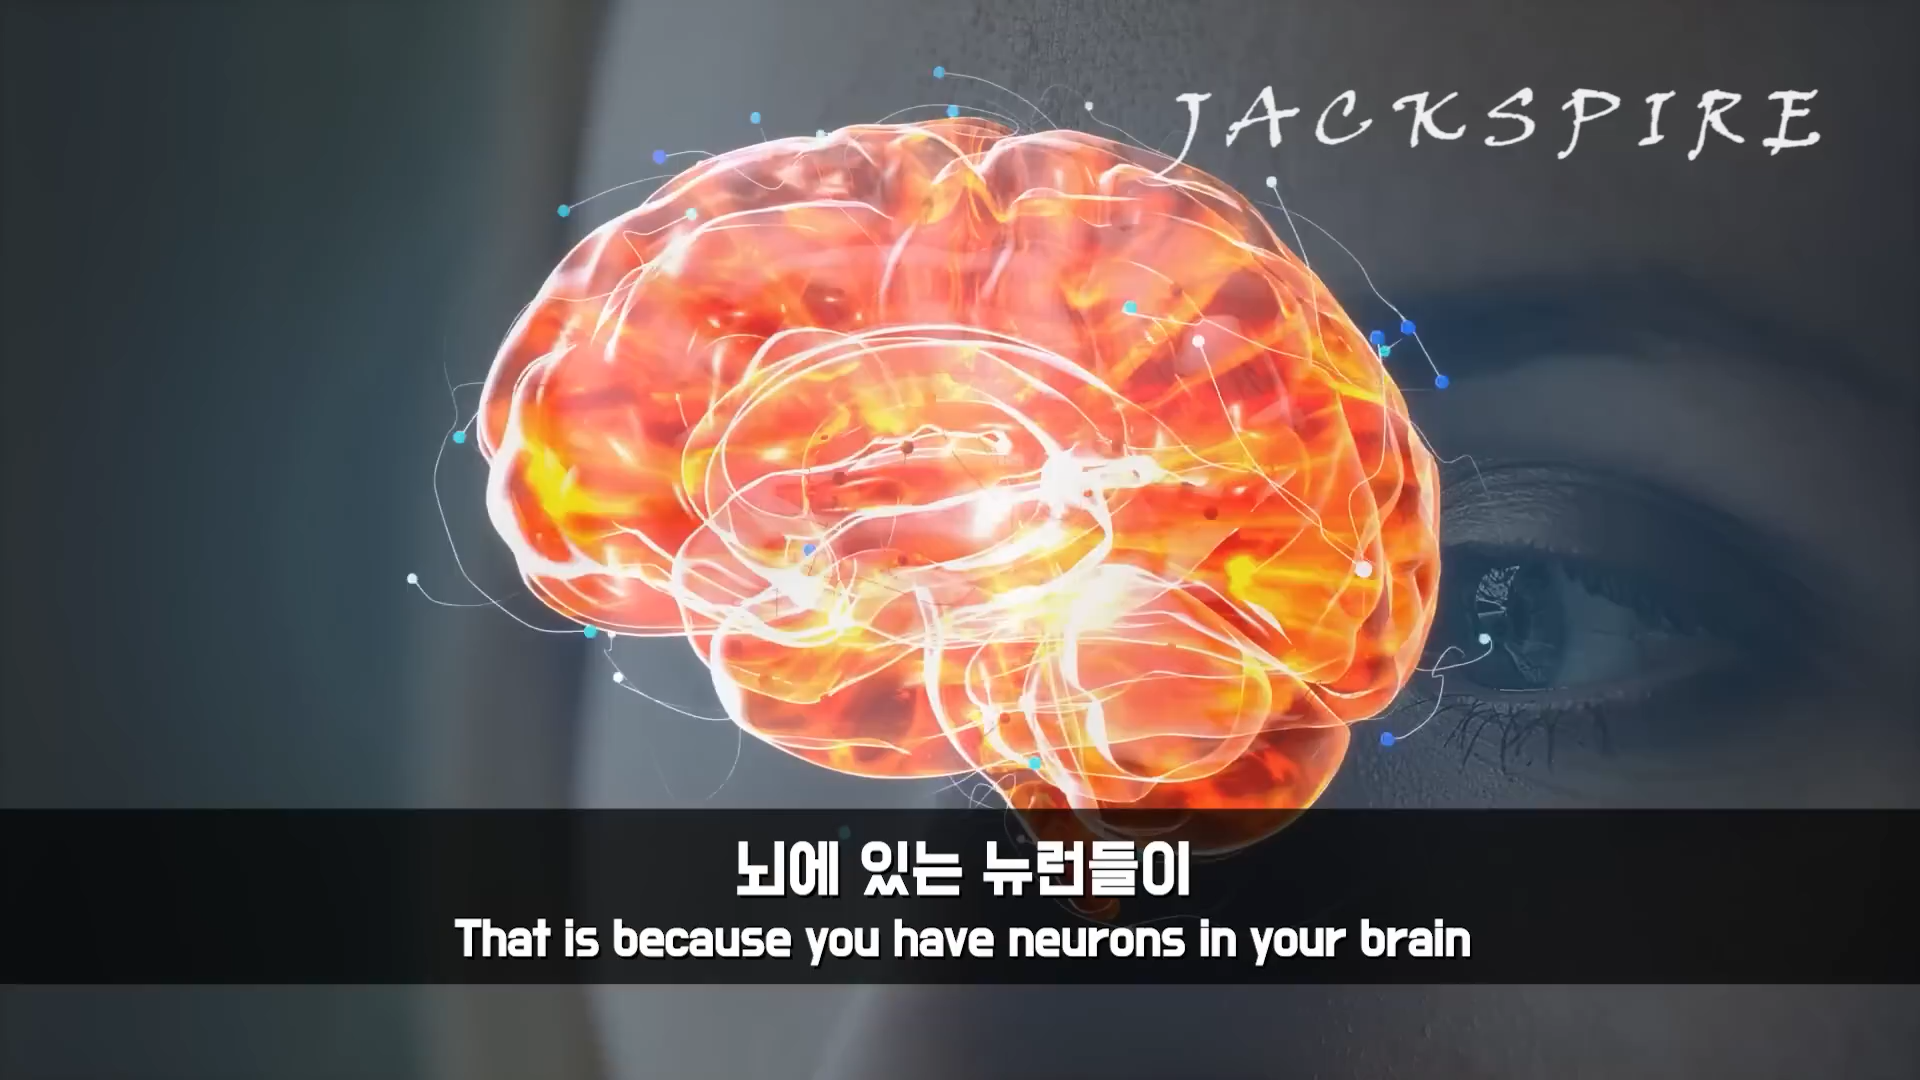 JACKSPIRE
뇌에 있는 뉴런들이
That is because you have neurons in your brain